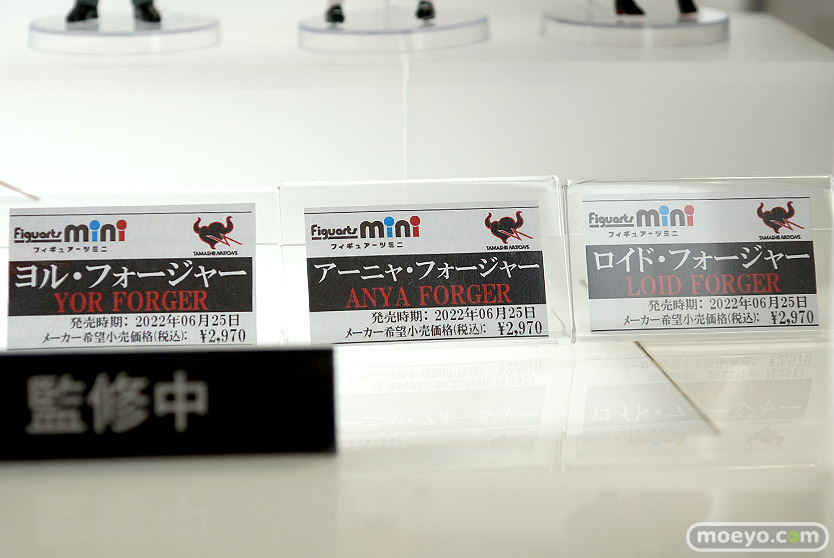 Figuarts mini
フィギュアーツミニ
TAMASHII NATIONS
ヨル・フォージャー
YOR FORGER
発売時期：2022年06月25日
メーカー希望小売価格(税込)：¥2,970
Figuarts mini
フィギュアーツミニ
TAMASHII NATIONS
アーニャ・フォージャー
ANYA FORGER
発売時期：2022年06月25日
メーカー希望小売価格(税込)：¥2,970
Figuarts mini
フィギュアーツミニ
TAMASHII NATIONS
ロイド・フォージャー
LOID FORGER
発売時期：2022年06月25日
メーカー希望小売価格(税込)：¥2,970
監修中
moeyo.com